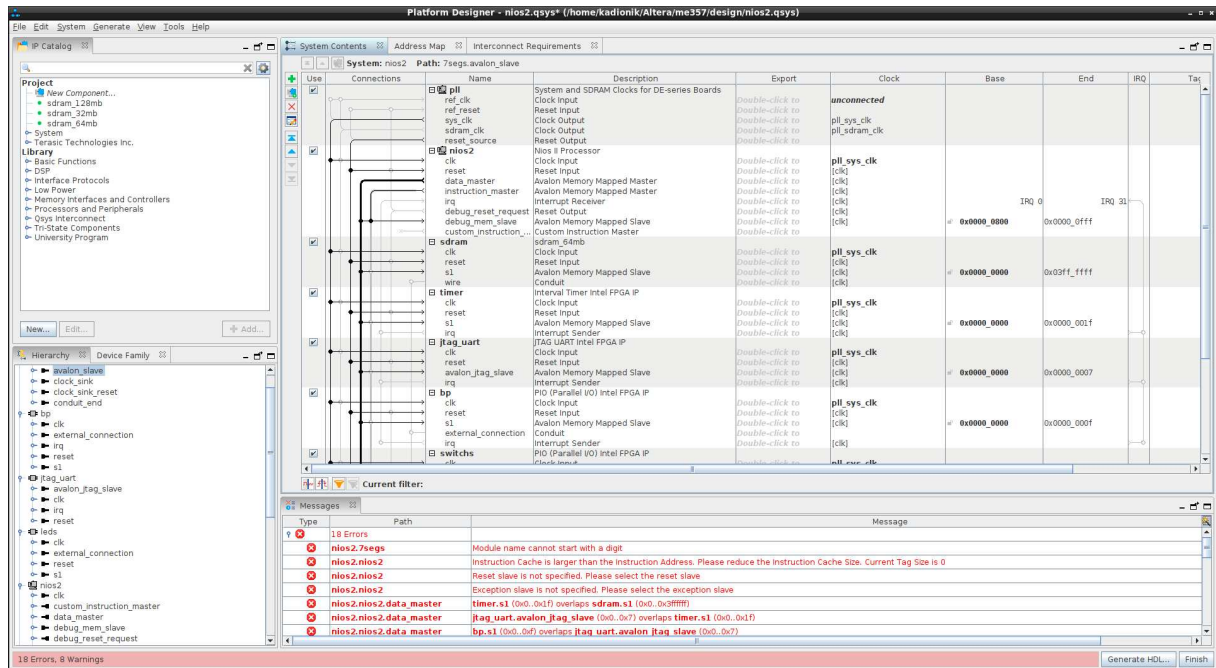 Platform Designer - nios2.qsys* (/home/kadionik/Altera/me357/design/nios2.qsys)
File Edit System Generate View Tools Help
IP Catalog
Project
New Component...
sdram_128mb
sdram_32mb
sdram_64mb
System
Terasic Technologies Inc.
Library
Basic Functions
DSP
Interface Protocols
Low Power
Memory Interfaces and Controllers
Processors and Peripherals
Qsys Interconnect
Tri-State Components
University Program
New... Edit... Add...
Hierarchy Device Family
avalon_slave
clock_sink
clock_sink_reset
conduit_end
bp
clk
external_connection
irq
reset
s1
jtag_uart
avalon_jtag_slave
clk
irq
reset
leds
clk
external_connection
reset
s1
nios2
clk
custom_instruction_master
data_master
debug_mem_slave
debug_reset_request
System Contents Address Map Interconnect Requirements
System: nios2 Path: 7segs.avalon_slave
Use Connections Name Description Export Clock Base End IRQ Tag
pll System and SDRAM Clocks for DE-series Boards
ref_clk Clock Input Double-click to unconnected
ref_reset Reset Input Double-click to
sys_clk Clock Output Double-click to pll_sys_clk
sdram_clk Clock Output Double-click to pll_sdram_clk
reset_source Reset Output Double-click to
nios2 Nios II Processor
clk Clock Input Double-click to pll_sys_clk
reset Reset Input Double-click to [clk]
data_master Avalon Memory Mapped Master Double-click to [clk]
instruction_master Avalon Memory Mapped Master Double-click to [clk]
irq Interrupt Receiver Double-click to [clk] IRQ 0 IRQ 31
debug_reset_request Reset Output Double-click to [clk]
debug_mem_slave Avalon Memory Mapped Slave Double-click to [clk] 0x0000_0800 0x0000_0fff
custom_instruction_... Custom Instruction Master Double-click to
sdram sdram_64mb
clk Clock Input Double-click to pll_sys_clk
reset Reset Input Double-click to [clk]
s1 Avalon Memory Mapped Slave Double-click to [clk] 0x0000_0000 0x03ff_ffff
wire Conduit Double-click to [clk]
timer Interval Timer Intel FPGA IP
clk Clock Input Double-click to pll_sys_clk
reset Reset Input Double-click to [clk]
s1 Avalon Memory Mapped Slave Double-click to [clk] 0x0000_0000 0x0000_001f
irq Interrupt Sender Double-click to [clk]
jtag_uart JTAG UART Intel FPGA IP
clk Clock Input Double-click to pll_sys_clk
reset Reset Input Double-click to [clk]
avalon_jtag_slave Avalon Memory Mapped Slave Double-click to [clk] 0x0000_0000 0x0000_0007
irq Interrupt Sender Double-click to [clk]
bp PIO (Parallel I/O) Intel FPGA IP
clk Clock Input Double-click to pll_sys_clk
reset Reset Input Double-click to [clk]
s1 Avalon Memory Mapped Slave Double-click to [clk] 0x0000_0000 0x0000_000f
external_connection Conduit Double-click to
irq Interrupt Sender Double-click to [clk]
switchs PIO (Parallel I/O) Intel FPGA IP
clk Clock Input Double-click to pll_sys_clk
Current filter:
Messages
Type Path Message
18 Errors
nios2.7segs Module name cannot start with a digit
nios2.nios2 Instruction Cache is larger than the Instruction Address. Please reduce the Instruction Cache Size. Current Tag Size is 0
nios2.nios2 Reset slave is not specified. Please select the reset slave
nios2.nios2 Exception slave is not specified. Please select the exception slave
nios2.nios2.data_master timer.s1 (0x0..0x1f) overlaps sdram.s1 (0x0..0x3ffffff)
nios2.nios2.data_master jtag_uart.avalon_jtag_slave (0x0..0x7) overlaps timer.s1 (0x0..0x1f)
nios2.nios2.data_master bp.s1 (0x0..0xf) overlaps jtag_uart.avalon_jtag_slave (0x0..0x7)
18 Errors, 8 Warnings
Generate HDL... Finish